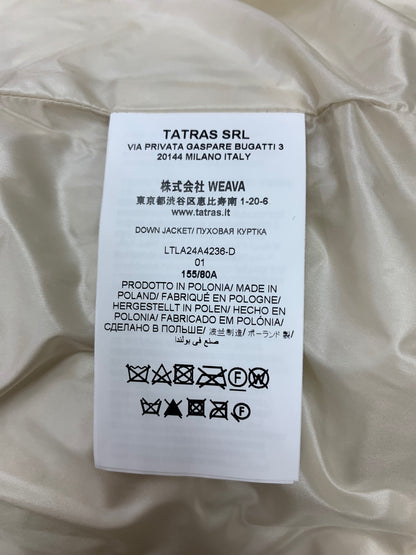 TATRAS SRL
VIA PRIVATA GASPARE BUGATTI 3
20144 MILANO ITALY
株式会社 WEAVA
東京都渋谷区恵比寿南 1-20-6
www.tatras.it
DOWN JACKET/ ПУХОВАЯ КУРТКА
LTLA24A4236-D
01
155/80A
PRODOTTO IN POLONIA/ MADE IN
POLAND/ FABRIQUÉ EN POLOGNE/
HERGESTELLT IN POLEN/ HECHO EN
POLONIA/ FABRICADO EM POLÓNIA/
СДЕЛАНО В ПОЛЬШЕ/ 波兰制造/ ポーランド 製/
صنع في بولندا
F W
F